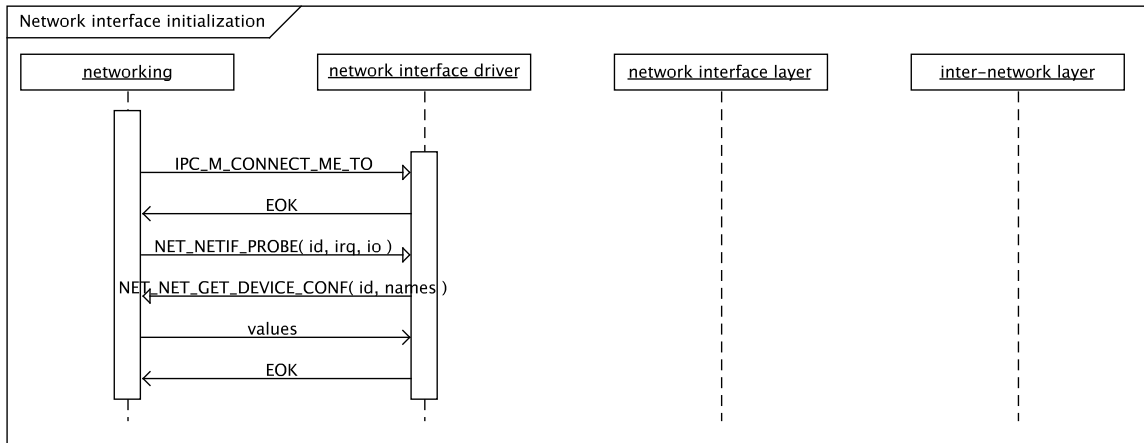 Network interface initialization
networking
network interface driver
network interface layer
inter-network layer
IPC_M_CONNECT_ME_TO
EOK
NET_NETIF_PROBE( id, irq, io )
NET_NET_GET_DEVICE_CONF( id, names )
values
EOK